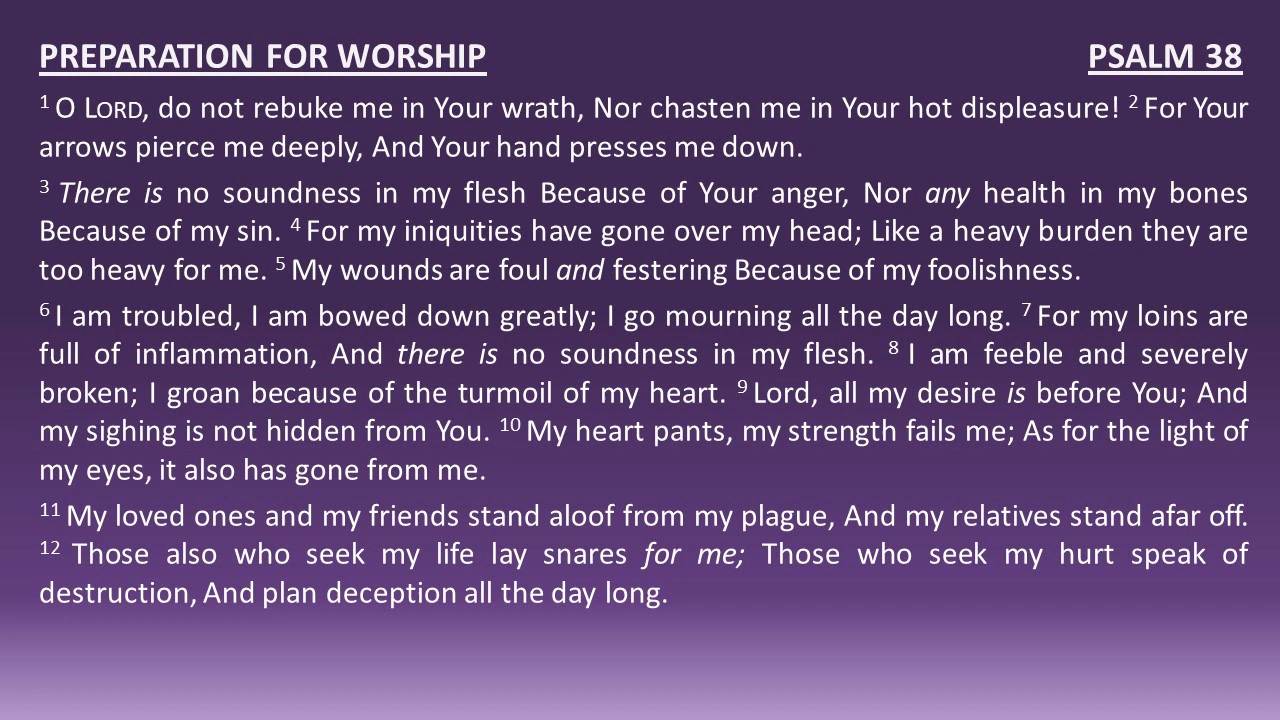 PREPARATION FOR WORSHIP PSALM 38
1 O LORD, do not rebuke me in Your wrath, Nor chasten me in Your hot displeasure! 2 For Your
arrows pierce me deeply, And Your hand presses me down.
3 There is no soundness in my flesh Because of Your anger, Nor any health in my bones
Because of my sin. 4 For my iniquities have gone over my head; Like a heavy burden they are
too heavy for me. 5 My wounds are foul and festering Because of my foolishness.
6 I am troubled, I am bowed down greatly; I go mourning all the day long. 7 For my loins are
full of inflammation, And there is no soundness in my flesh. 8 I am feeble and severely
broken; I groan because of the turmoil of my heart. 9 Lord, all my desire is before You; And
my sighing is not hidden from You. 10 My heart pants, my strength fails me; As for the light of
my eyes, it also has gone from me.
11 My loved ones and my friends stand aloof from my plague, And my relatives stand afar off.
12 Those also who seek my life lay snares for me; Those who seek my hurt speak of
destruction, And plan deception all the day long.